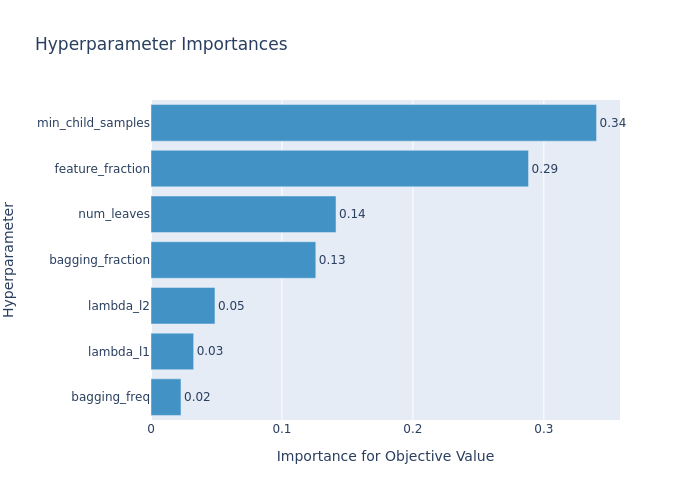 Hyperparameter Importances
Hyperparameter
min_child_samples 0.34
feature_fraction 0.29
num_leaves 0.14
bagging_fraction 0.13
lambda_l2 0.05
lambda_l1 0.03
bagging_freq 0.02
0 0.1 0.2 0.3
Importance for Objective Value